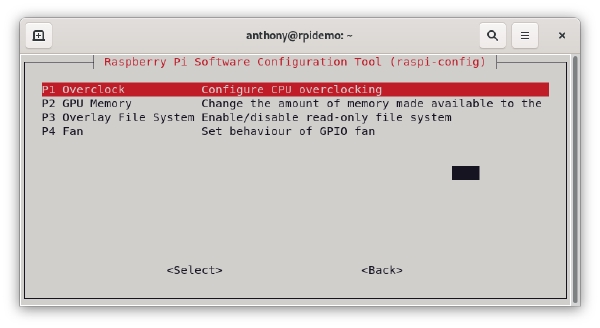 anthony@rpidemo: ~
Raspberry Pi Software Configuration Tool (raspi-config)
P1 Overclock Configure CPU overclocking
P2 GPU Memory Change the amount of memory made available to the
P3 Overlay File System Enable/disable read-only file system
P4 Fan Set behaviour of GPIO fan
<Select> <Back>